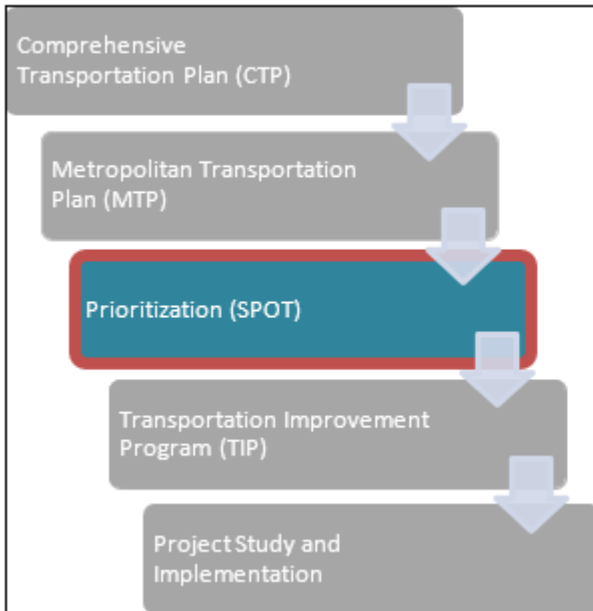 Comprehensive
Transportation Plan (CTP)
Metropolitan Transportation
Plan (MTP)
Prioritization (SPOT)
Transportation Improvement
Program (TIP)
Project Study and
Implementation